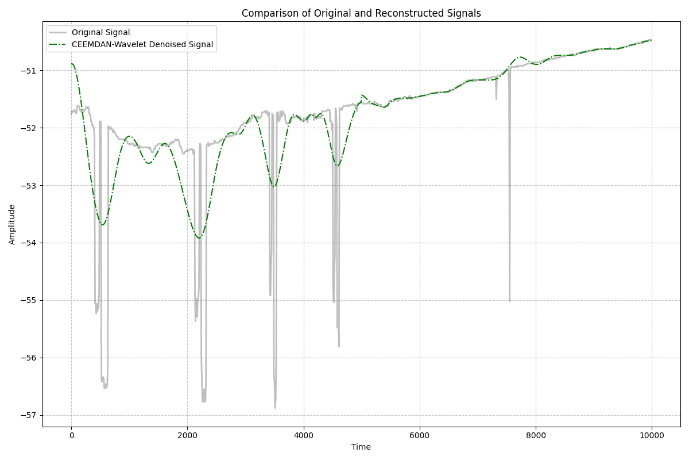 Comparison of Original and Reconstructed Signals
Original Signal
CEEMDAN-Wavelet Denoised Signal
−51
−52
−53
−54
−55
−56
−57
Amplitude
0
2000
4000
6000
8000
10000
Time